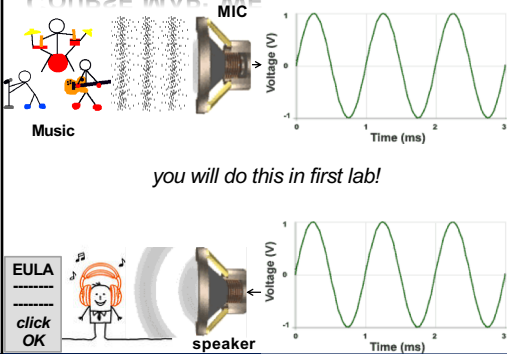 MIC
1
0
-1
Voltage (V)
0 1 2 3
Time (ms)
Music
you will do this in first lab!
EULA
--------
--------
click
OK
speaker
1
0
-1
Voltage (V)
0 1 2 3
Time (ms)